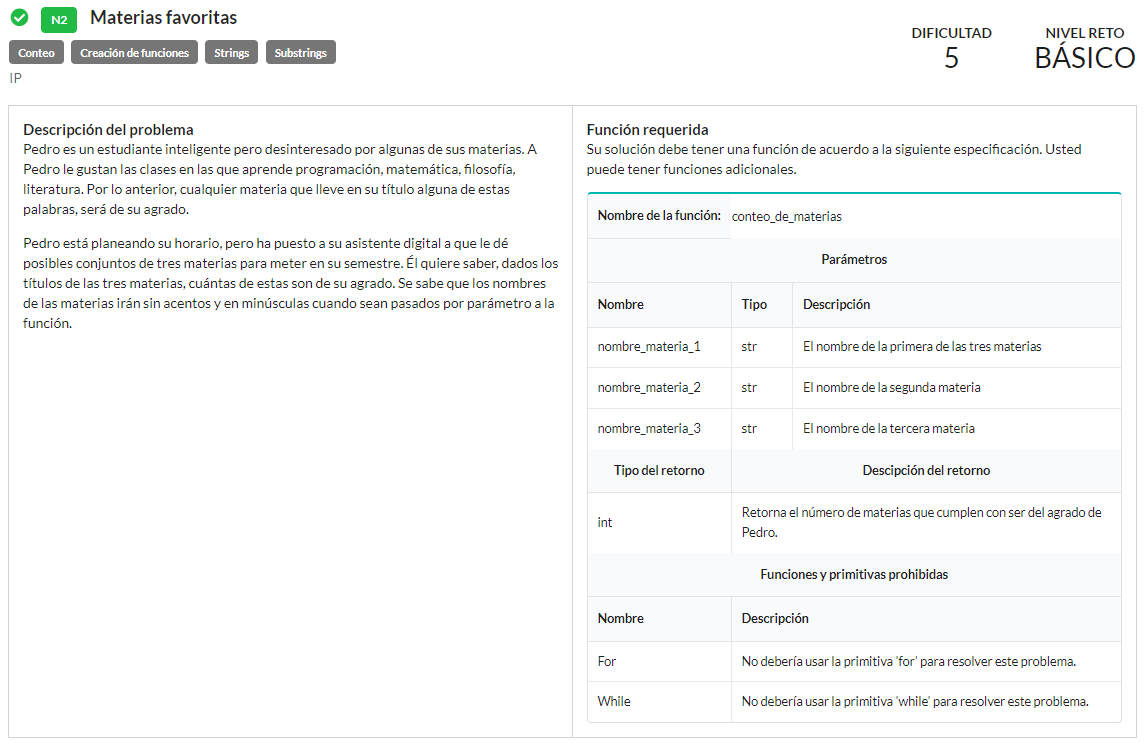 N2 Materias favoritas
Conteo Creación de funciones Strings Substrings
IP
DIFICULTAD
5
NIVEL RETO
BÁSICO
Descripción del problema
Pedro es un estudiante inteligente pero desinteresado por algunas de sus materias. A
Pedro le gustan las clases en las que aprende programación, matemática, filosofía,
literatura. Por lo anterior, cualquier materia que lleve en su título alguna de estas
palabras, será de su agrado.
Pedro está planeando su horario, pero ha puesto a su asistente digital a que le dé
posibles conjuntos de tres materias para meter en su semestre. Él quiere saber, dados los
títulos de las tres materias, cuántas de estas son de su agrado. Se sabe que los nombres
de las materias irán sin acentos y en minúsculas cuando sean pasados por parámetro a la
función.
Función requerida
Su solución debe tener una función de acuerdo a la siguiente especificación. Usted
puede tener funciones adicionales.
Nombre de la función: conteo_de_materias
Parámetros
Nombre Tipo Descripción
nombre_materia_1 str El nombre de la primera de las tres materias
nombre_materia_2 str El nombre de la segunda materia
nombre_materia_3 str El nombre de la tercera materia
Tipo del retorno Descipción del retorno
int Retorna el número de materias que cumplen con ser del agrado de
Pedro.
Funciones y primitivas prohibidas
Nombre Descripción
For No debería usar la primitiva 'for' para resolver este problema.
While No debería usar la primitiva 'while' para resolver este problema.